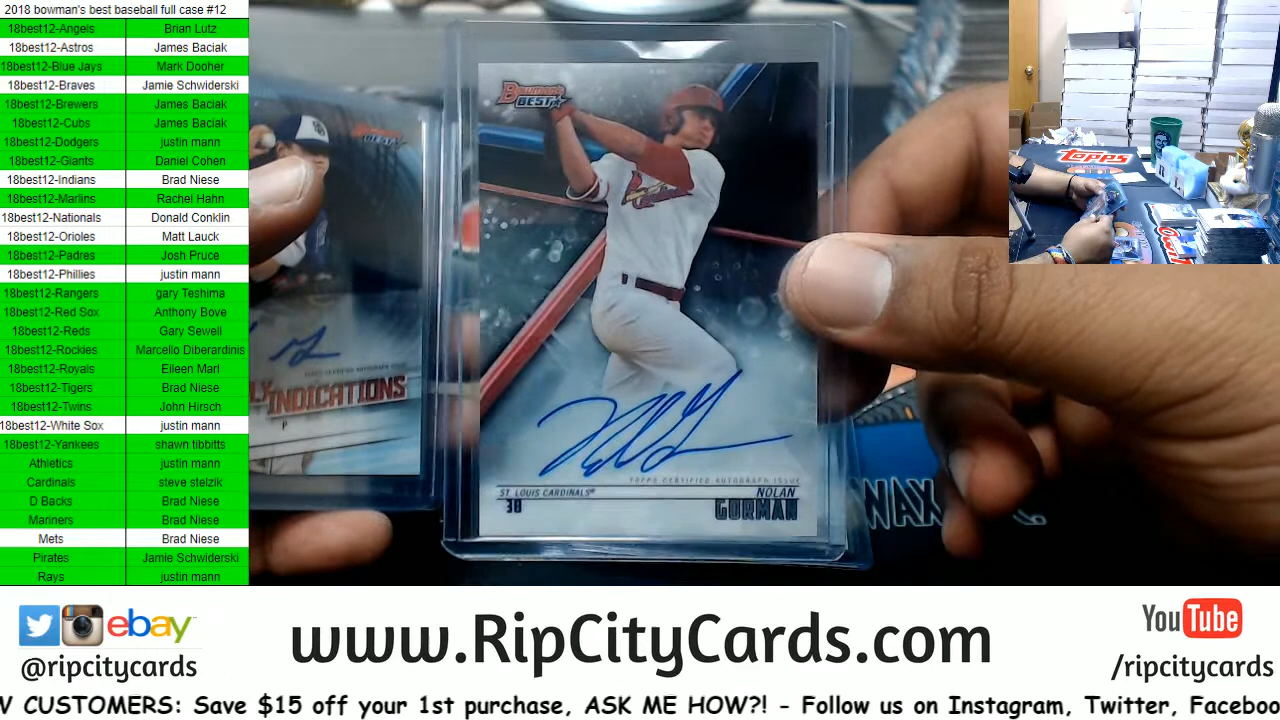 2018 bowman's best baseball full case #12
18best12-Angels Brian Lutz
18best12-Astros James Baciak
18best12-Blue Jays Mark Dooher
18best12-Braves Jamie Schwiderski
18best12-Brewers James Baciak
18best12-Cubs James Baciak
18best12-Dodgers justin mann
18best12-Giants Daniel Cohen
18best12-Indians Brad Niese
18best12-Marlins Rachel Hahn
18best12-Nationals Donald Conklin
18best12-Orioles Matt Lauck
18best12-Padres Josh Pruce
18best12-Phillies justin mann
18best12-Rangers gary Teshima
18best12-Red Sox Anthony Bove
18best12-Reds Gary Sewell
18best12-Rockies Marcello Diberardinis
18best12-Royals Eileen Marl
18best12-Tigers Brad Niese
18best12-Twins John Hirsch
18best12-White Sox justin mann
18best12-Yankees shawn tibbitts
Athletics justin mann
Cardinals steve stelzik
D Backs Brad Niese
Mariners Brad Niese
Mets Brad Niese
Pirates Jamie Schwiderski
Rays justin mann
INDICATIONS
P
Bowman's
BEST
TOPPS CERTIFIED AUTOGRAPH ISSUE
ST. LOUIS CARDINALS® NOLAN
38 GORMAN
WAX
topps
ebay
@ripcitycards
www.RipCityCards.com
YouTube
/ripcitycards
W CUSTOMERS: Save $15 off your 1st purchase, ASK ME HOW?! - Follow us on Instagram, Twitter, Faceboo